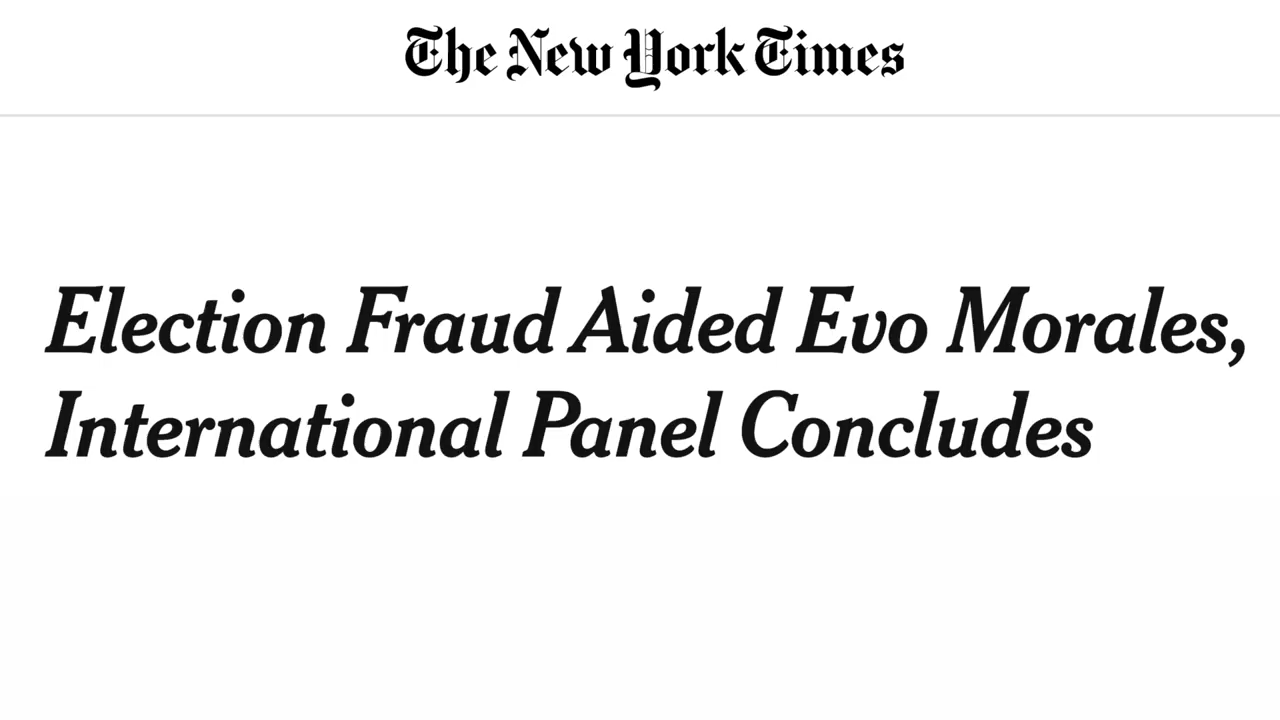 The New York Times
Election Fraud Aided Evo Morales,
International Panel Concludes